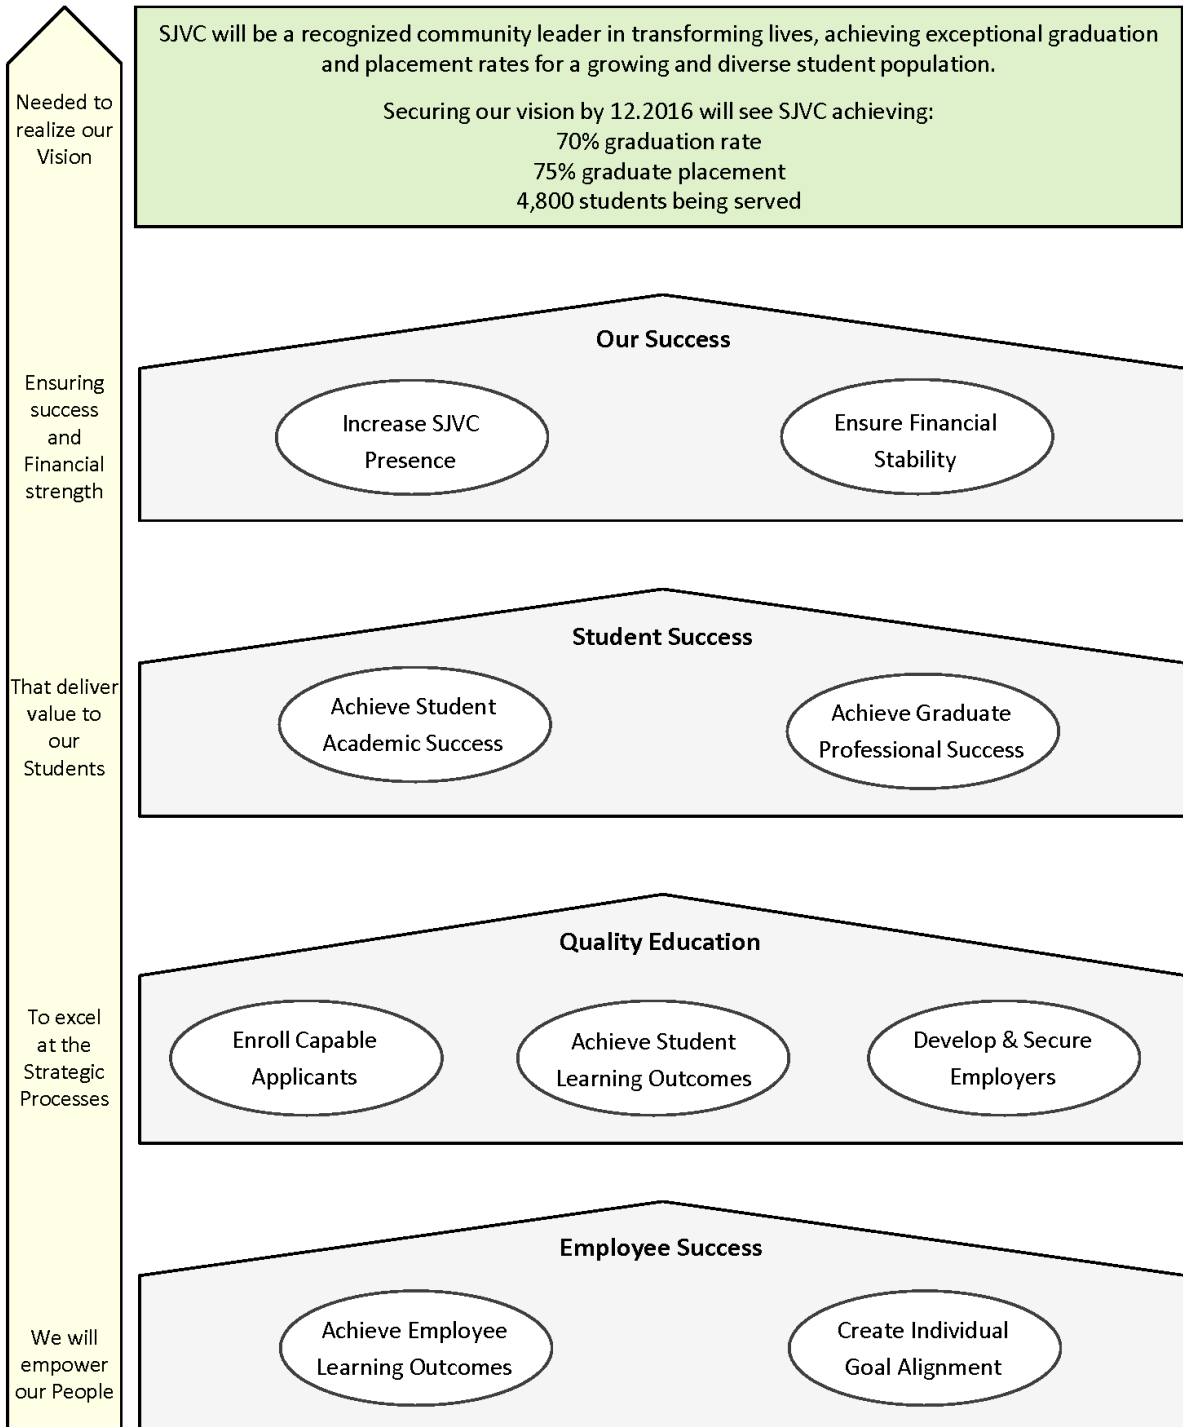 SJVC will be a recognized community leader in transforming lives, achieving exceptional graduation
and placement rates for a growing and diverse student population.
Securing our vision by 12.2016 will see SJVC achieving:
70% graduation rate
75% graduate placement
4,800 students being served
Needed to
realize our
Vision
Our Success
Increase SJVC
Presence
Ensure Financial
Stability
Ensuring
success
and
Financial
strength
Student Success
Achieve Student
Academic Success
Achieve Graduate
Professional Success
That deliver
value to
our
Students
Quality Education
Enroll Capable
Applicants
Achieve Student
Learning Outcomes
Develop & Secure
Employers
To excel
at the
Strategic
Processes
Employee Success
Achieve Employee
Learning Outcomes
Create Individual
Goal Alignment
We will
empower
our People